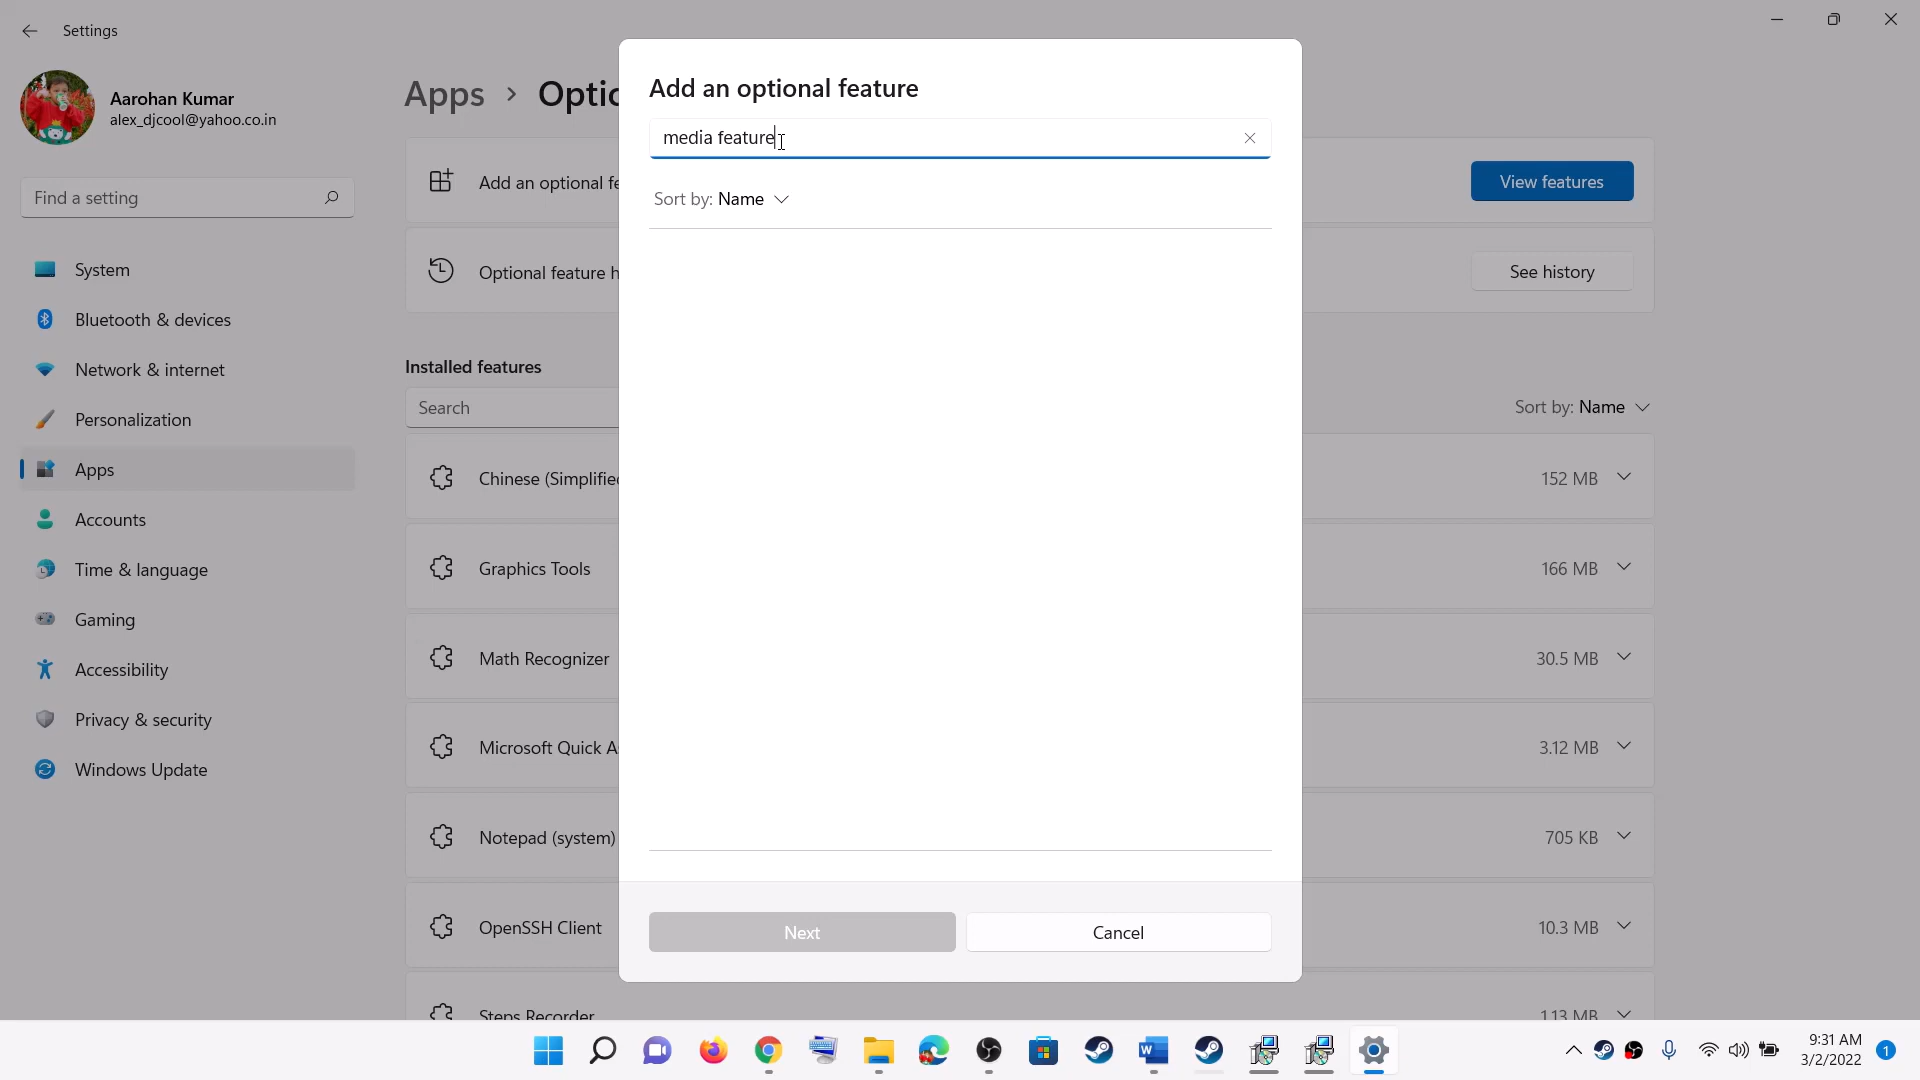 Settings
Aarohan Kumar
alex_djcool@yahoo.co.in
Find a setting
System
Bluetooth & devices
Network & internet
Personalization
Apps
Accounts
Time & language
Gaming
Accessibility
Privacy & security
Windows Update
Apps > Optio
Add an optional fe
View features
Optional feature h
See history
Installed features
Search
Sort by: Name
Chinese (Simplified
152 MB
Graphics Tools
166 MB
Math Recognizer
30.5 MB
Microsoft Quick As
3.12 MB
Notepad (system)
705 KB
OpenSSH Client
10.3 MB
Steps Recorder
1.13 MB
Add an optional feature
media feature
Sort by: Name
Next
Cancel
9:31 AM
3/2/2022
1